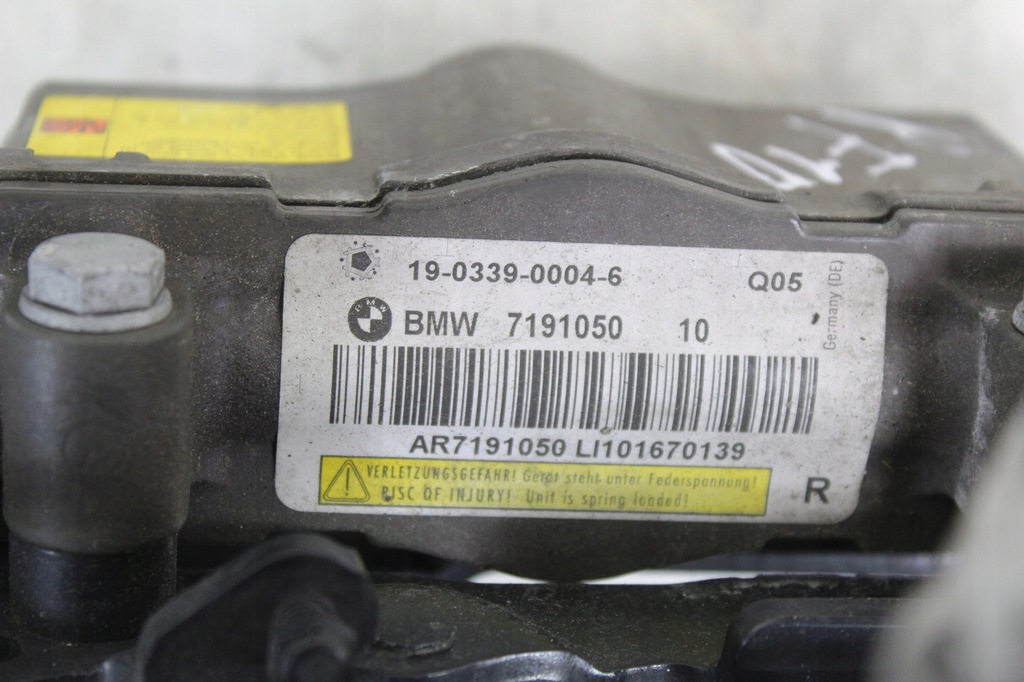 19-0339-0004-6 Q05
BMW
BMW 7191050 10
Germany (DE)
AR7191050 LI101670139
VERLETZUNGSGEFAHR! Gerät steht unter Federspannung!
RISC OF INJURY! Unit is spring loaded!
R